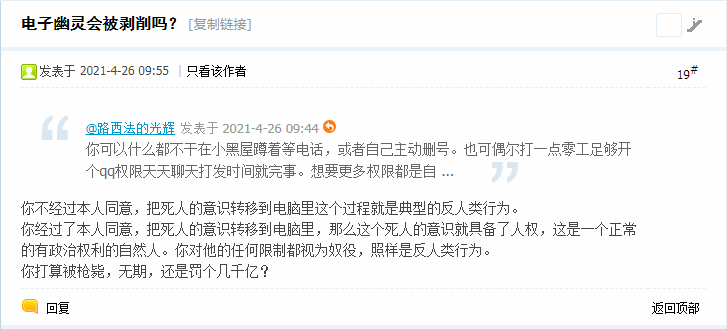 电子幽灵会被剥削吗？ [复制链接]
发表于 2021-4-26 09:55 | 只看该作者
19#
@路西法的光辉 发表于 2021-4-26 09:44
你可以什么都不干在小黑屋蹲着等电话，或者自己主动删号。也可偶尔打一点零工足够开
个qq权限天天聊天打发时间就完事。想要更多权限都是自 ...
你不经过本人同意，把死人的意识转移到电脑里这个过程就是典型的反人类行为。
你经过了本人同意，把死人的意识转移到电脑里，那么这个死人的意识就具备了人权，这是一个正常
的有政治权利的自然人。你对他的任何限制都视为奴役，照样是反人类行为。
你打算被枪毙，无期，还是罚个几千亿？
回复
返回顶部